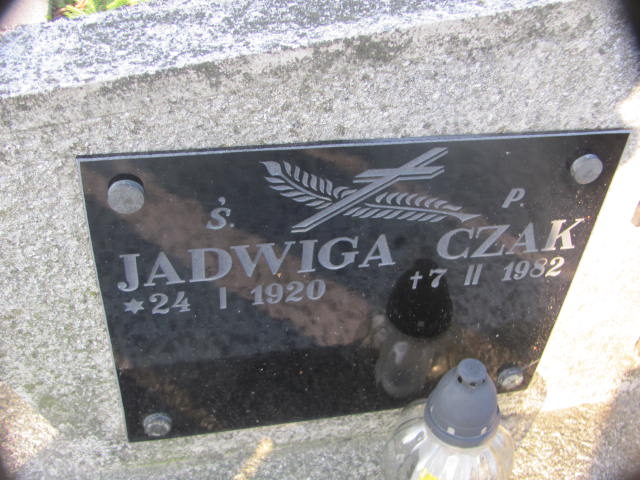 ś. p.
JADWIGA CZAK
*24 I 1920 †7 II 1982